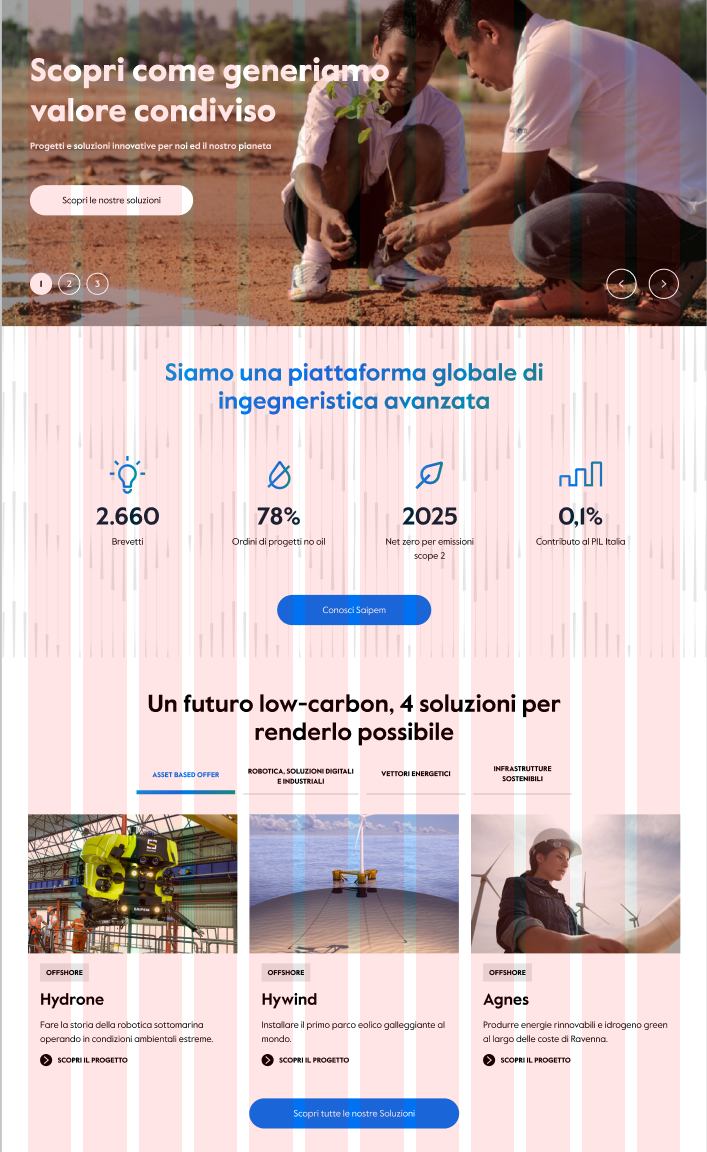 Scopri come generiamo
valore condiviso
Progetti e soluzioni innovative per noi ed il nostro pianeta
Scopri le nostre soluzioni
1 2 3
Siamo una piattaforma globale di
ingegneristica avanzata
2.660
Brevetti
78%
Ordini di progetti no oil
2025
Net zero per emissioni
scope 2
0,1%
Contributo al PIL Italia
Conosci Saipem
Un futuro low-carbon, 4 soluzioni per
renderlo possibile
ASSET BASED OFFER
ROBOTICA, SOLUZIONI DIGITALI
E INDUSTRIALI
VETTORI ENERGETICI
INFRASTRUTTURE
SOSTENIBILI
OFFSHORE
Hydrone
Fare la storia della robotica sottomarina
operando in condizioni ambientali estreme.
SCOPRI IL PROGETTO
OFFSHORE
Hywind
Installare il primo parco eolico galleggiante al
mondo.
SCOPRI IL PROGETTO
OFFSHORE
Agnes
Produrre energie rinnovabili e idrogeno green
al largo delle coste di Ravenna.
SCOPRI IL PROGETTO
Scopri tutte le nostre Soluzioni